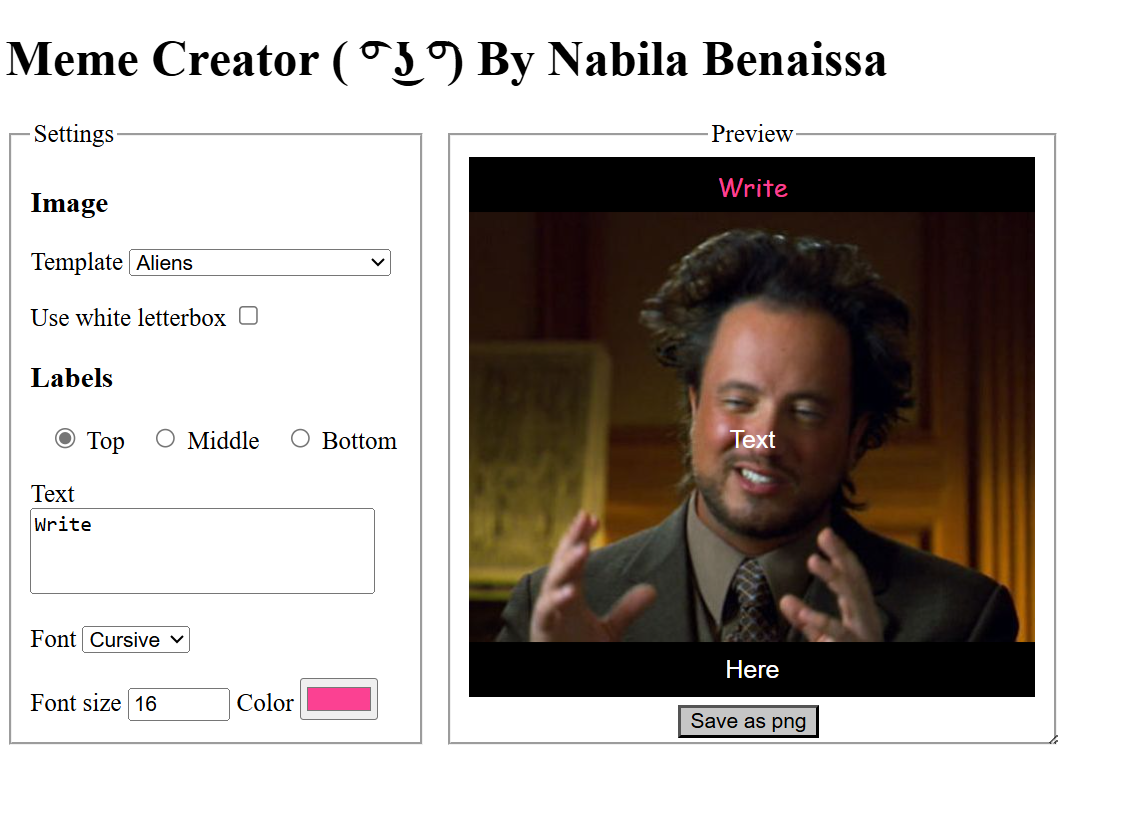 Meme Creator ( ͡° ͜ʖ ͡°) By Nabila Benaissa
Settings
Image
Template Aliens
Use white letterbox
Labels
Top Middle Bottom
Text
Write
Font Cursive
Font size 16 Color
Preview
Write
Text
Here
Save as png